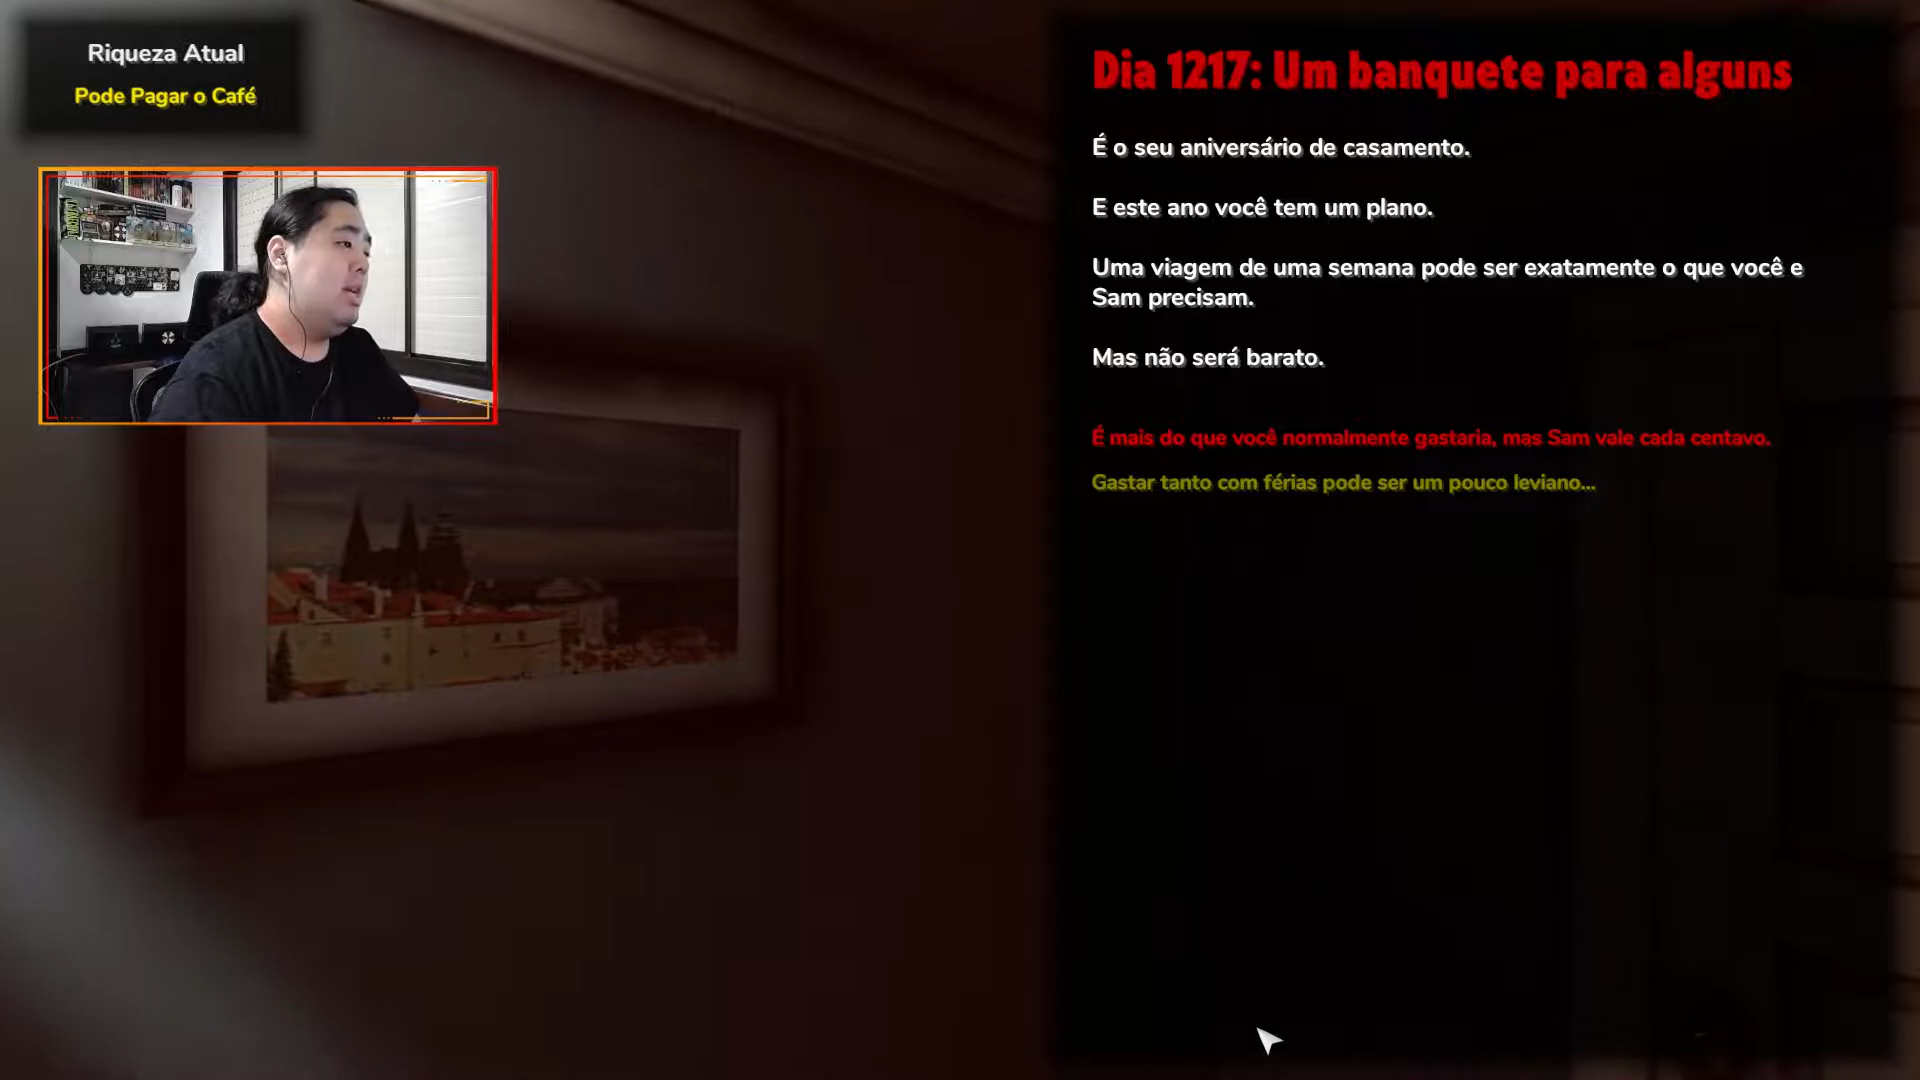 Riqueza Atual
Pode Pagar o Café
Dia 1217: Um banquete para alguns
É o seu aniversário de casamento.
E este ano você tem um plano.
Uma viagem de uma semana pode ser exatamente o que você e
Sam precisam.
Mas não será barato.
É mais do que você normalmente gastaria, mas Sam vale cada centavo.
Gastar tanto com férias pode ser um pouco leviano...